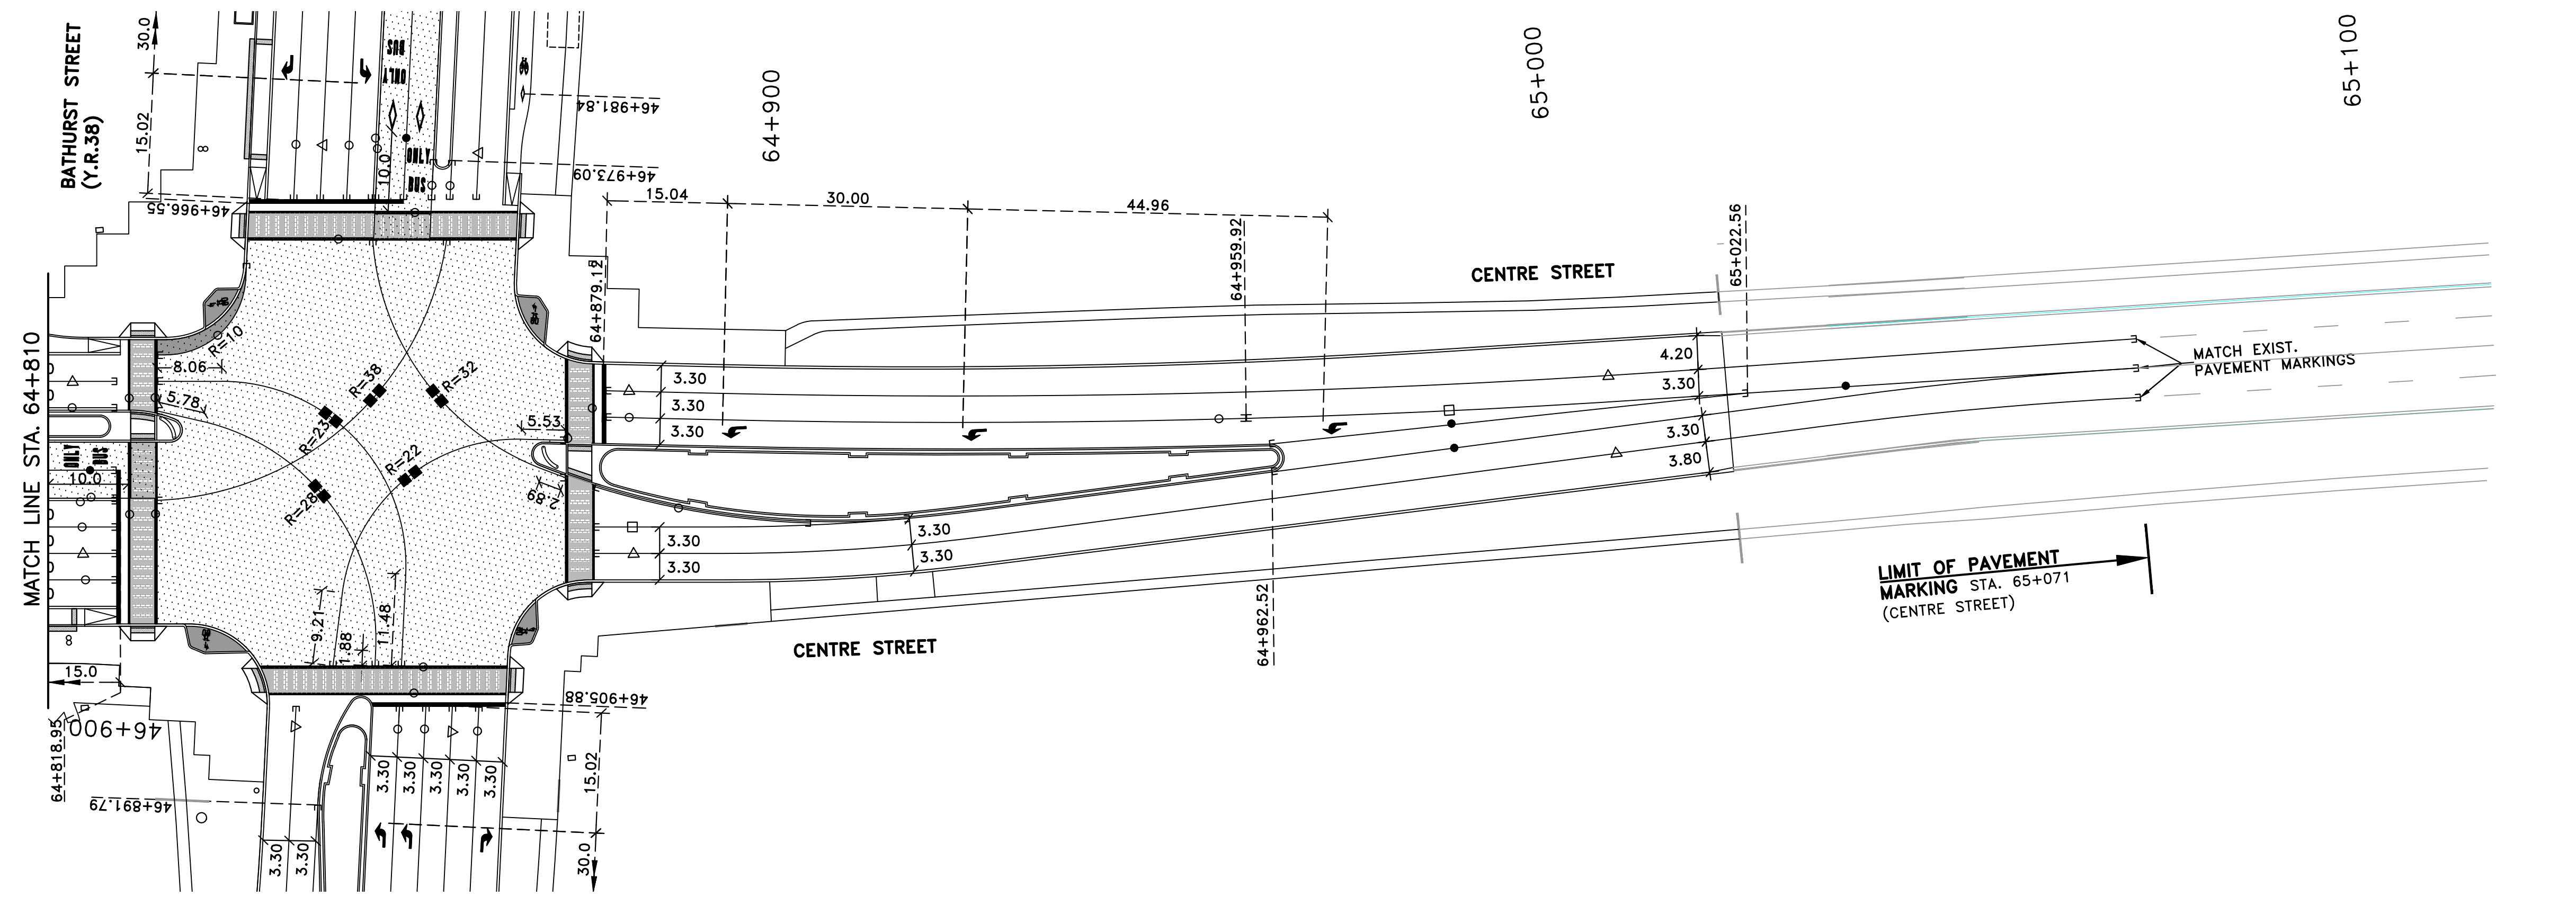 BATHURST STREET
(Y.R.38)
30.0
15.02
46+966.55
BUS
ONLY
10.0
ONLY
BUS
46+981.84
46+973.09
64+900
65+000
65+100
15.04
30.00
44.96
64+879.12
64+959.92
65+022.56
CENTRE STREET
MATCH LINE STA. 64+810
R=10
8.06
5.78
R=38
R=32
R=23
R=22
R=28
5.53
2.89
ONLY
BUS
10.0
9.21
1.88
11.48
3.30
3.30
3.30
3.30
3.30
3.30
3.30
4.20
3.30
3.30
3.80
MATCH EXIST.
PAVEMENT MARKINGS
LIMIT OF PAVEMENT
MARKING STA. 65+071
(CENTRE STREET)
CENTRE STREET
64+962.52
8
8
15.0
46+900
64+818.95
46+891.79
46+905.88
3.30
3.30
3.30
3.30
3.30
3.30
3.30
15.02
30.0